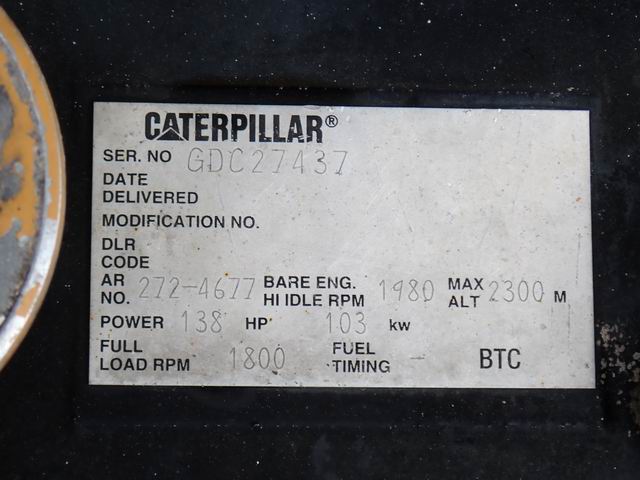 CATERPILLAR®
SER. NO GDC27437
DATE
DELIVERED
MODIFICATION NO.
DLR
CODE
AR NO. 272-4677 BARE ENG. HI IDLE RPM 1980 MAX ALT 2300 M
POWER 138 HP 103 kw
FULL LOAD RPM 1800 FUEL TIMING - BTC